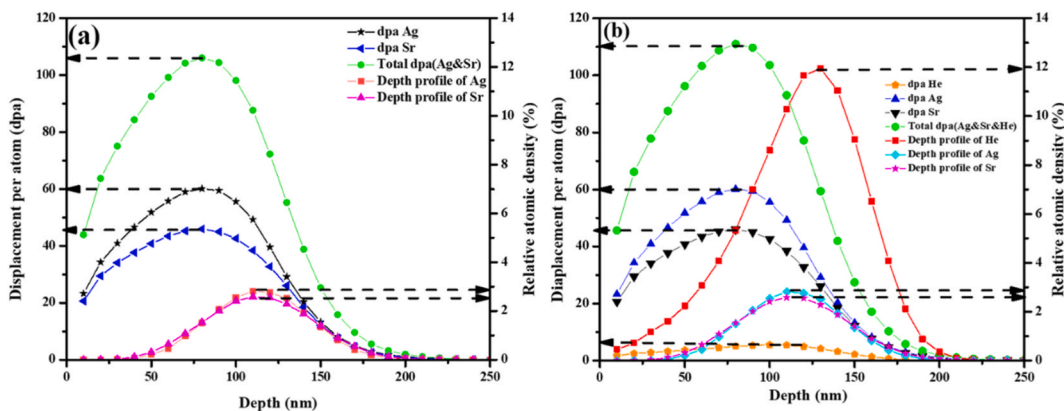 (a)
dpa Ag
dpa Sr
Total dpa(Ag&Sr)
Depth profile of Ag
Depth profile of Sr
Displacement per atom (dpa)
120
100
80
60
40
20
0
0
50
100
150
200
250
Depth (nm)
14
12
10
8
6
4
2
0
Relative atomic density (%)
(b)
dpa He
dpa Ag
dpa Sr
Total dpa(Ag&Sr&He)
Depth profile of He
Depth profile of Ag
Depth profile of Sr
Diaplacement per atom (dpa)
120
100
80
60
40
20
0
0
50
100
150
200
250
Depth (nm)
14
12
10
8
6
4
2
0
Relative atomic density (%)